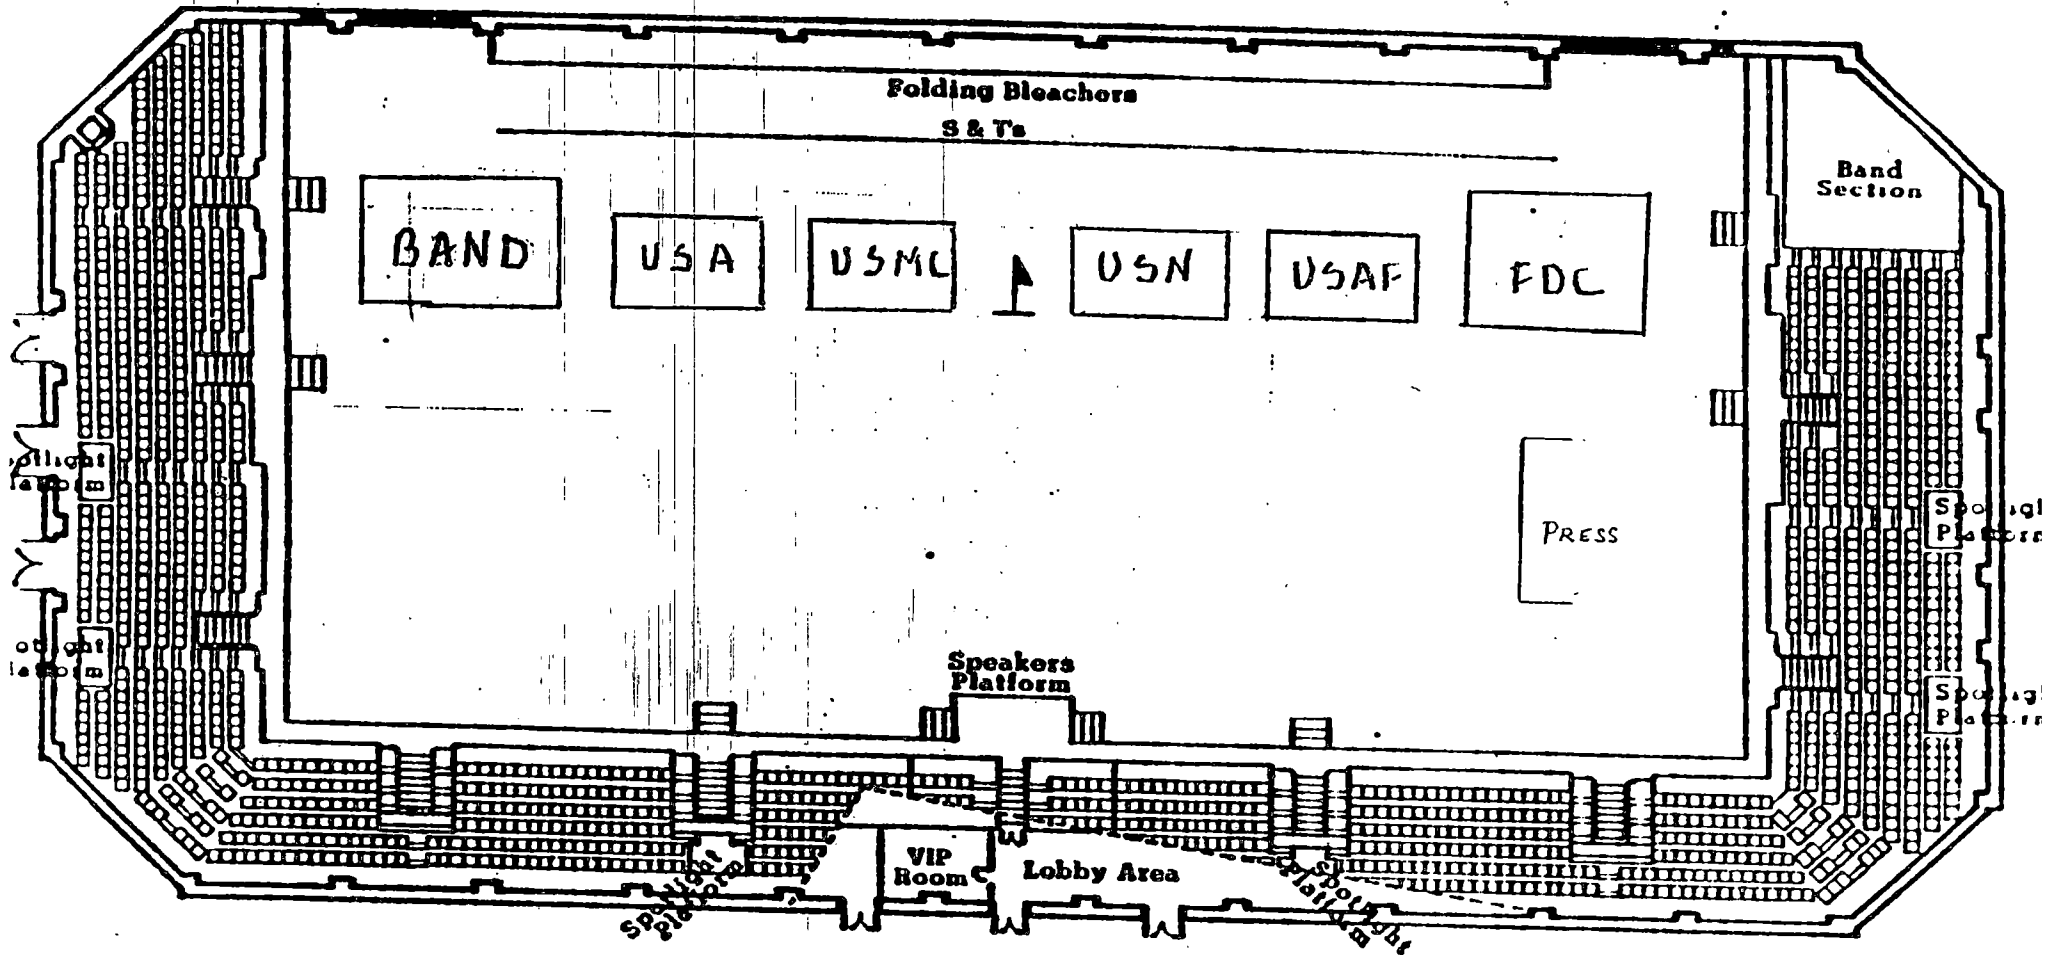 Folding Bleachers
S & Ts
Band
Section
BAND
USA
USMC
USN
USAF
FDC
PRESS
Speakers
Platform
VIP
Room
Lobby Area
Spotlight
Platform
Spotlight
Platform